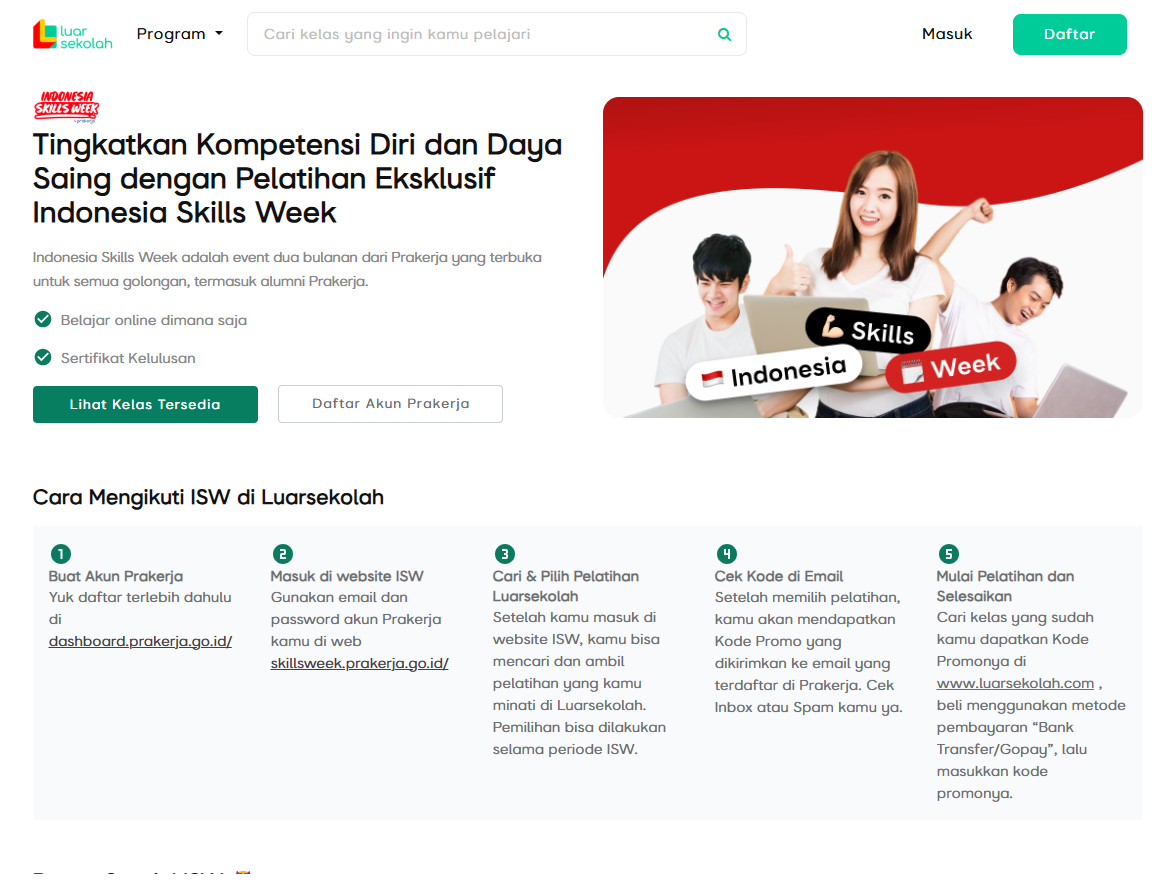 luar
sekolah
Program
Cari kelas yang ingin kamu pelajari
Masuk
Daftar
INDONESIA
SKILLS WEEK
by prakerja
Tingkatkan Kompetensi Diri dan Daya
Saing dengan Pelatihan Eksklusif
Indonesia Skills Week
Indonesia Skills Week adalah event dua bulanan dari Prakerja yang terbuka
untuk semua golongan, termasuk alumni Prakerja.
Belajar online dimana saja
Sertifikat Kelulusan
Lihat Kelas Tersedia
Daftar Akun Prakerja
Skills
Indonesia
Week
Cara Mengikuti ISW di Luarsekolah
1
Buat Akun Prakerja
Yuk daftar terlebih dahulu
di
dashboard.prakerja.go.id/
2
Masuk di website ISW
Gunakan email dan
password akun Prakerja
kamu di web
skillsweek.prakerja.go.id/
3
Cari & Pilih Pelatihan
Luarsekolah
Setelah kamu masuk di
website ISW, kamu bisa
mencari dan ambil
pelatihan yang kamu
minati di Luarsekolah.
Pemilihan bisa dilakukan
selama periode ISW.
4
Cek Kode di Email
Setelah memilih pelatihan,
kamu akan mendapatkan
Kode Promo yang
dikirimkan ke email yang
terdaftar di Prakerja. Cek
Inbox atau Spam kamu ya.
5
Mulai Pelatihan dan
Selesaikan
Cari kelas yang sudah
kamu dapatkan Kode
Promonya di
www.luarsekolah.com ,
beli menggunakan metode
pembayaran “Bank
Transfer/Gopay”, lalu
masukkan kode
promonya.